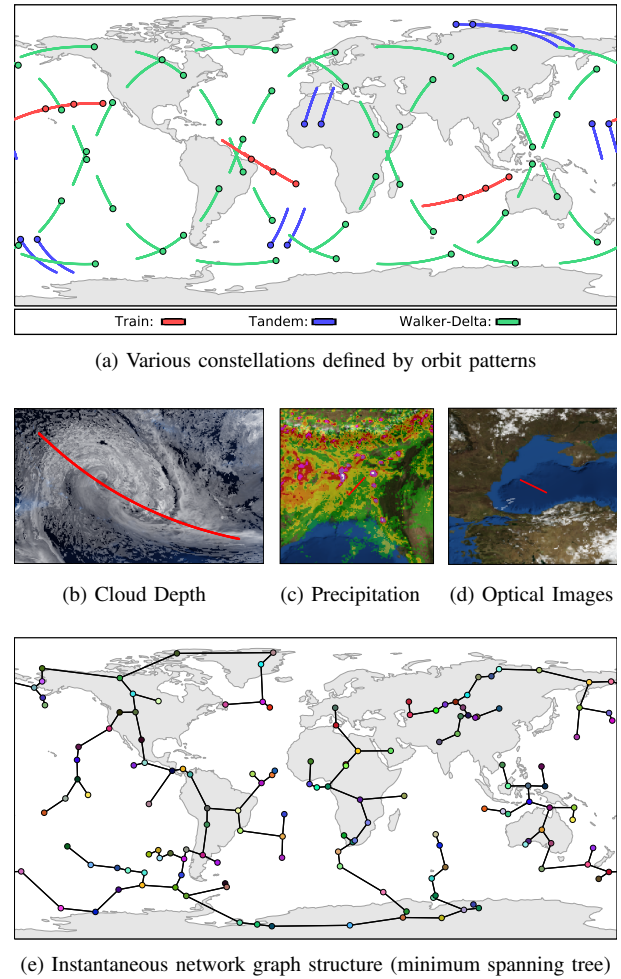 Train:
Tandem:
Walker-Delta:
(a) Various constellations defined by orbit patterns
(b) Cloud Depth
(c) Precipitation
(d) Optical Images
(e) Instantaneous network graph structure (minimum spanning tree)